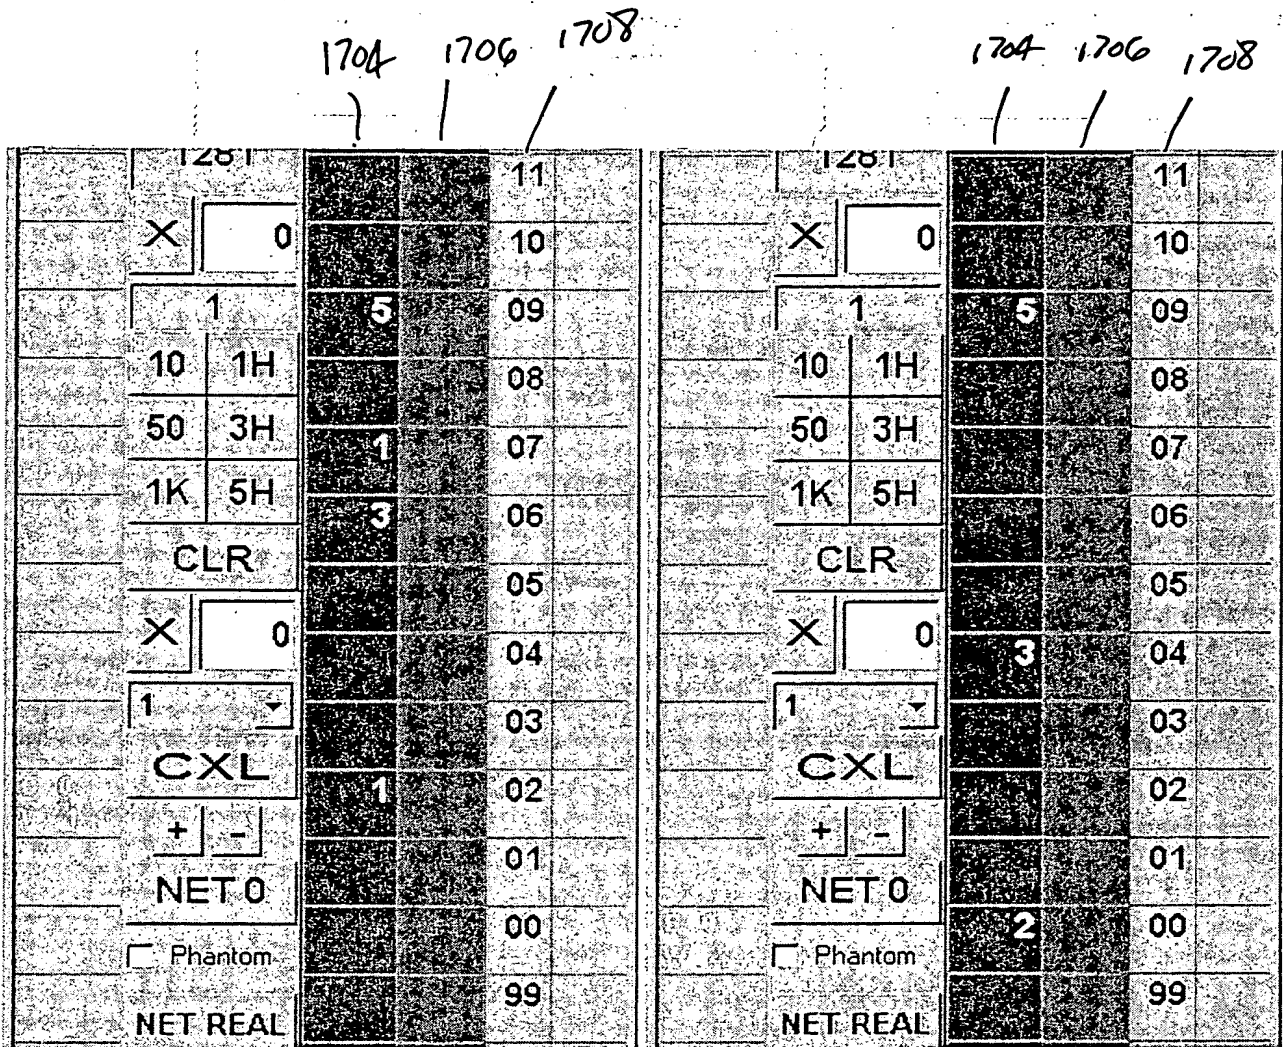 1704 1706 1708
1281
X 0
1
10 1H
50 3H
1K 5H
CLR
X 0
1
CXL
+ -
NET 0
Phantom
NET REAL
5
1
3
1
11
10
09
08
07
06
05
04
03
02
01
00
99
1704 1706 1708
1281
X 0
1
10 1H
50 3H
1K 5H
CLR
X 0
1
CXL
+ -
NET 0
Phantom
NET REAL
5
3
2
11
10
09
08
07
06
05
04
03
02
01
00
99